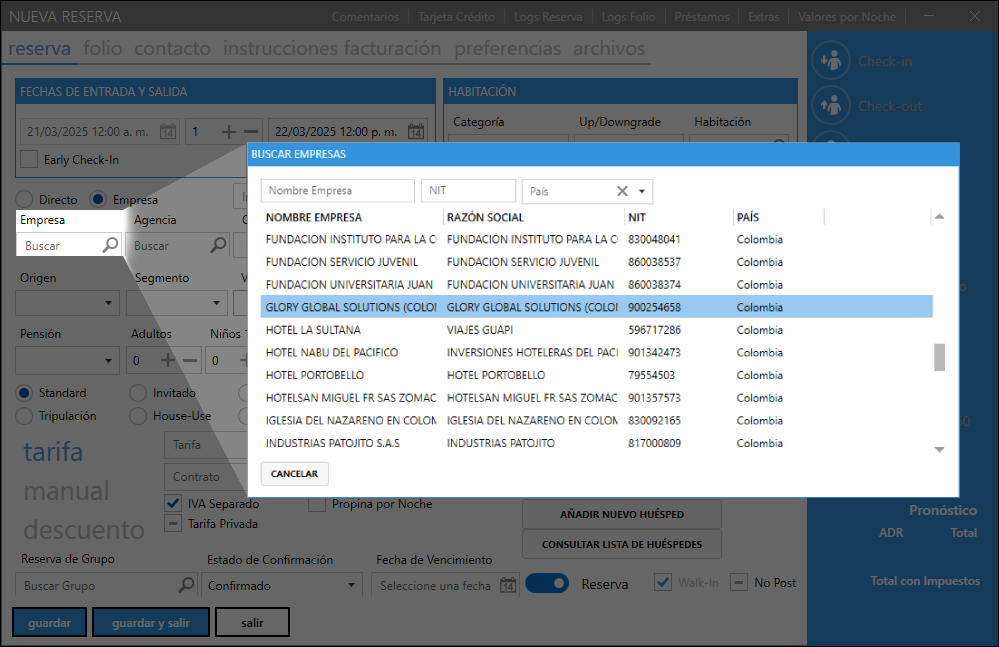 NUEVA RESERVA
Comentarios Tarjeta Crédito Logs Reserva Logs Folio Préstamos Extras Valores por Noche
reserva folio contacto instrucciones facturación preferencias archivos
FECHAS DE ENTRADA Y SALIDA
HABITACIÓN
Check-in
Categoría Up/Downgrade Habitación
Check-out
21/03/2025 12:00 a. m. 14 1 22/03/2025 12:00 p. m. 14
Early Check-In
Directo Empresa
Empresa Agencia
Buscar Buscar
Origen Segmento
Pensión Adultos Niños
0 0
Standard Invitado
Tripulación House-Use
BUSCAR EMPRESAS
Nombre Empresa NIT País
NOMBRE EMPRESA RAZÓN SOCIAL NIT PAÍS
FUNDACION INSTITUTO PARA LA FUNDACION INSTITUTO PARA LA 830048041 Colombia
FUNDACION SERVICIO JUVENIL FUNDACION SERVICIO JUVENIL 860038537 Colombia
FUNDACION UNIVERSITARIA JUAN FUNDACION UNIVERSITARIA JUAN 860038374 Colombia
GLORY GLOBAL SOLUTIONS (COLO GLORY GLOBAL SOLUTIONS (COLO 900254658 Colombia
HOTEL LA SULTANA VIAJES GUAPI 596717286 Colombia
HOTEL NABU DEL PACIFICO INVERSIONES HOTELERAS DEL PACI 901342473 Colombia
HOTEL PORTOBELLO HOTEL PORTOBELLO 79554503 Colombia
HOTELSAN MIGUEL FR SAS ZOMAC HOTELSAN MIGUEL FR SAS ZOMAC 901357573 Colombia
IGLESIA DEL NAZARENO EN COLOM IGLESIA DEL NAZARENO EN COLOM 830092165 Colombia
INDUSTRIAS PATOJITO S.A.S INDUSTRIAS PATOJITO 817000809 Colombia
CANCELAR
tarifa
manual
descuento
Tarifa
Contrato
IVA Separado Propina por Noche
Tarifa Privada
AÑADIR NUEVO HUÉSPED
CONSULTAR LISTA DE HUÉSPEDES
Pronóstico
ADR Total
Total con Impuestos
Reserva de Grupo Estado de Confirmación Fecha de Vencimiento
Buscar Grupo Confirmado Seleccione una fecha 14 Reserva Walk-In No Post
guardar guardar y salir salir